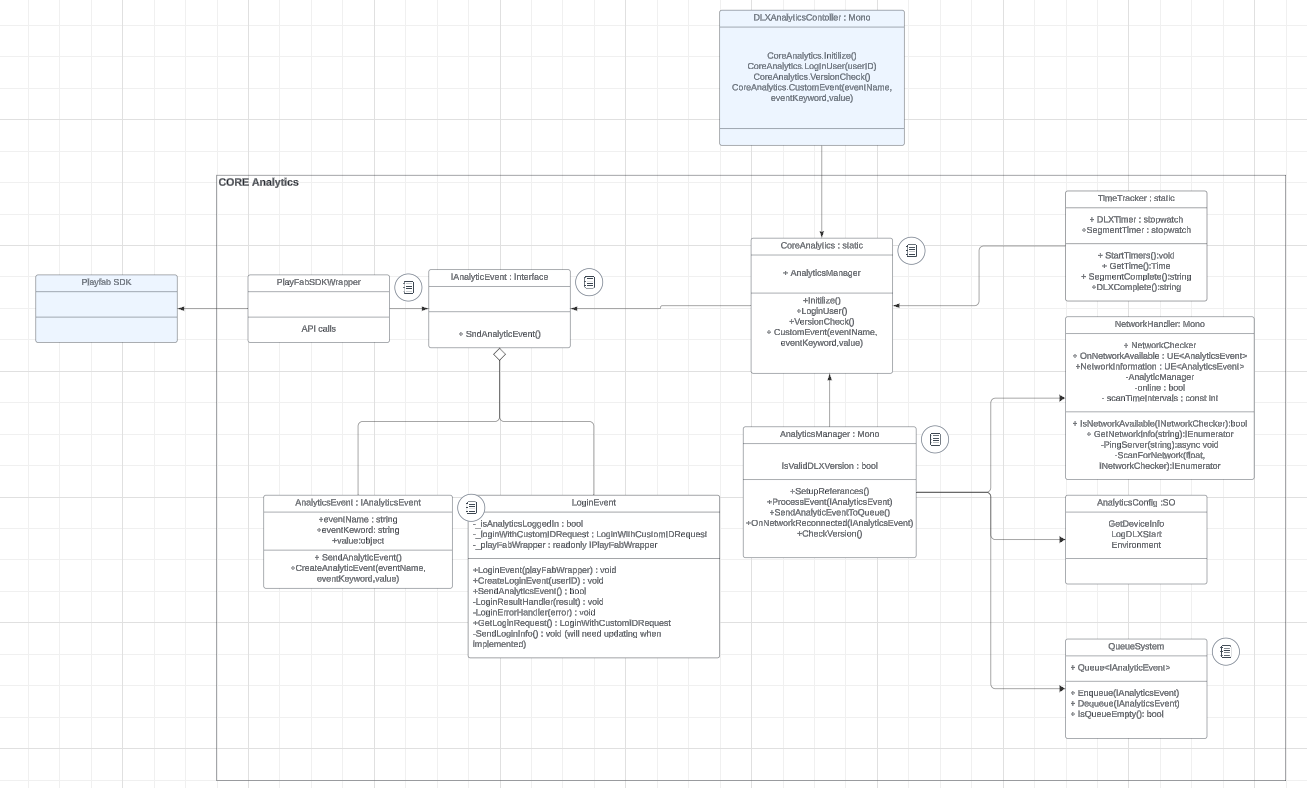 DLXAnalyticsContoller : Mono
CoreAnalytics.Initilize()
CoreAnalytics.LogInUser(userID)
CoreAnalytics.VersionCheck()
CoreAnalytics.CustomEvent(eventName,
eventKeyword,value)
CORE Analytics
TimeTracker : static
+ DLXTimer : stopwatch
+SegmentTimer : stopwatch
+ StartTimers():void
+ GetTime():Time
+ SegmentComplete():string
+DLXComplete():string
CoreAnalytics : static
+ AnalyticsManager
+Initilize()
+LoginUser()
+VersionCheck()
+ CustomEvent(eventName,
eventKeyword,value)
Playfab SDK
PlayFabSDKWrapper
API calls
IAnalyticEvent : Interface
+ SndAnalyticEvent()
NetworkHandler: Mono
+ NetworkChecker
+ OnNetworkAvailable : UE<AnalyticsEvent>
+NetworkInformation : UE<AnalyticsEvent>
-AnalyticManager
-online : bool
- scanTimeIntervals ; const int
+ IsNetworkAvailable(INetworkChecker):bool
+ GetNetworkInfo(string):IEnumerator
-PingServer(string):async void
-ScanForNetwork(float,
INetworkChecker):IEnumerator
AnalyticsManager : Mono
IsValidDLXVersion : bool
+SetupReferances()
+ProcessEvent(IAnalyticsEvent)
+SendAnalyticEventToQueue()
+OnNetworkReconnected(IAnalyticsEvent)
+CheckVersion()
AnalyticsEvent : IAnalyticsEvent
+eventName : string
+eventKeword: string
+value:object
+ SendAnalyticEvent()
+CreateAnalyticEvent(eventName,
eventKeyword,value)
LoginEvent
-_isAnalyticsLoggedIn : bool
-_loginWithCustomIDRequest ; LoginWithCustomIDRequest
-_playFabWrapper : readonly IPlayFabWrapper
+LoginEvent(playFabWrapper) : void
+CreateLoginEvent(userID) : void
+SendAnalyticsEvent() ; bool
-LoginResultHandler(result) : void
-LoginErrorHandler(error) : void
+GetLoginRequest() : LoginWithCustomIDRequest
-SendLoginInfo() : void (will need updating when
implemented)
AnalyticsConfig :SO
GetDeviceInfo
LogDLXStart
Environment
QueueSystem
+ Queue<IAnalyticEvent>
+ Enqueue(IAnalyticsEvent)
+ Dequeue(IAnalyticsEvent)
+ IsQueueEmpty(): bool